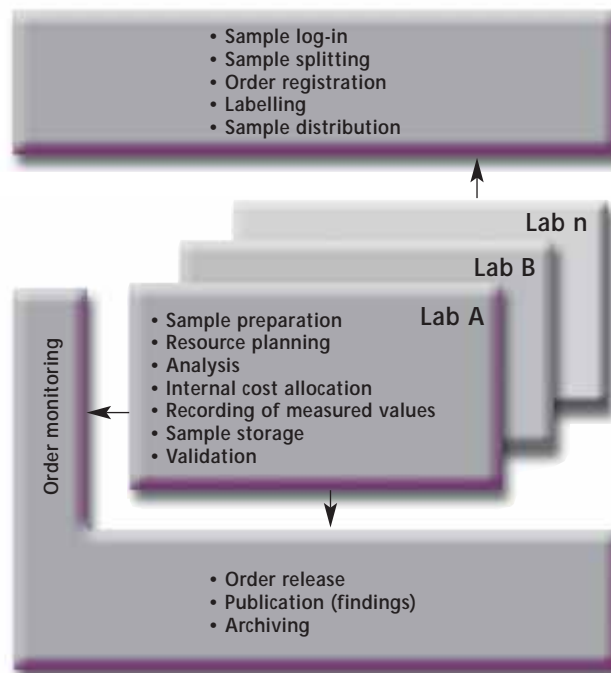 • Sample log-in
• Sample splitting
• Order registration
• Labelling
• Sample distribution
Lab n
Lab B
Lab A
• Sample preparation
• Resource planning
• Analysis
• Internal cost allocation
• Recording of measured values
• Sample storage
• Validation
Order monitoring
• Order release
• Publication (findings)
• Archiving